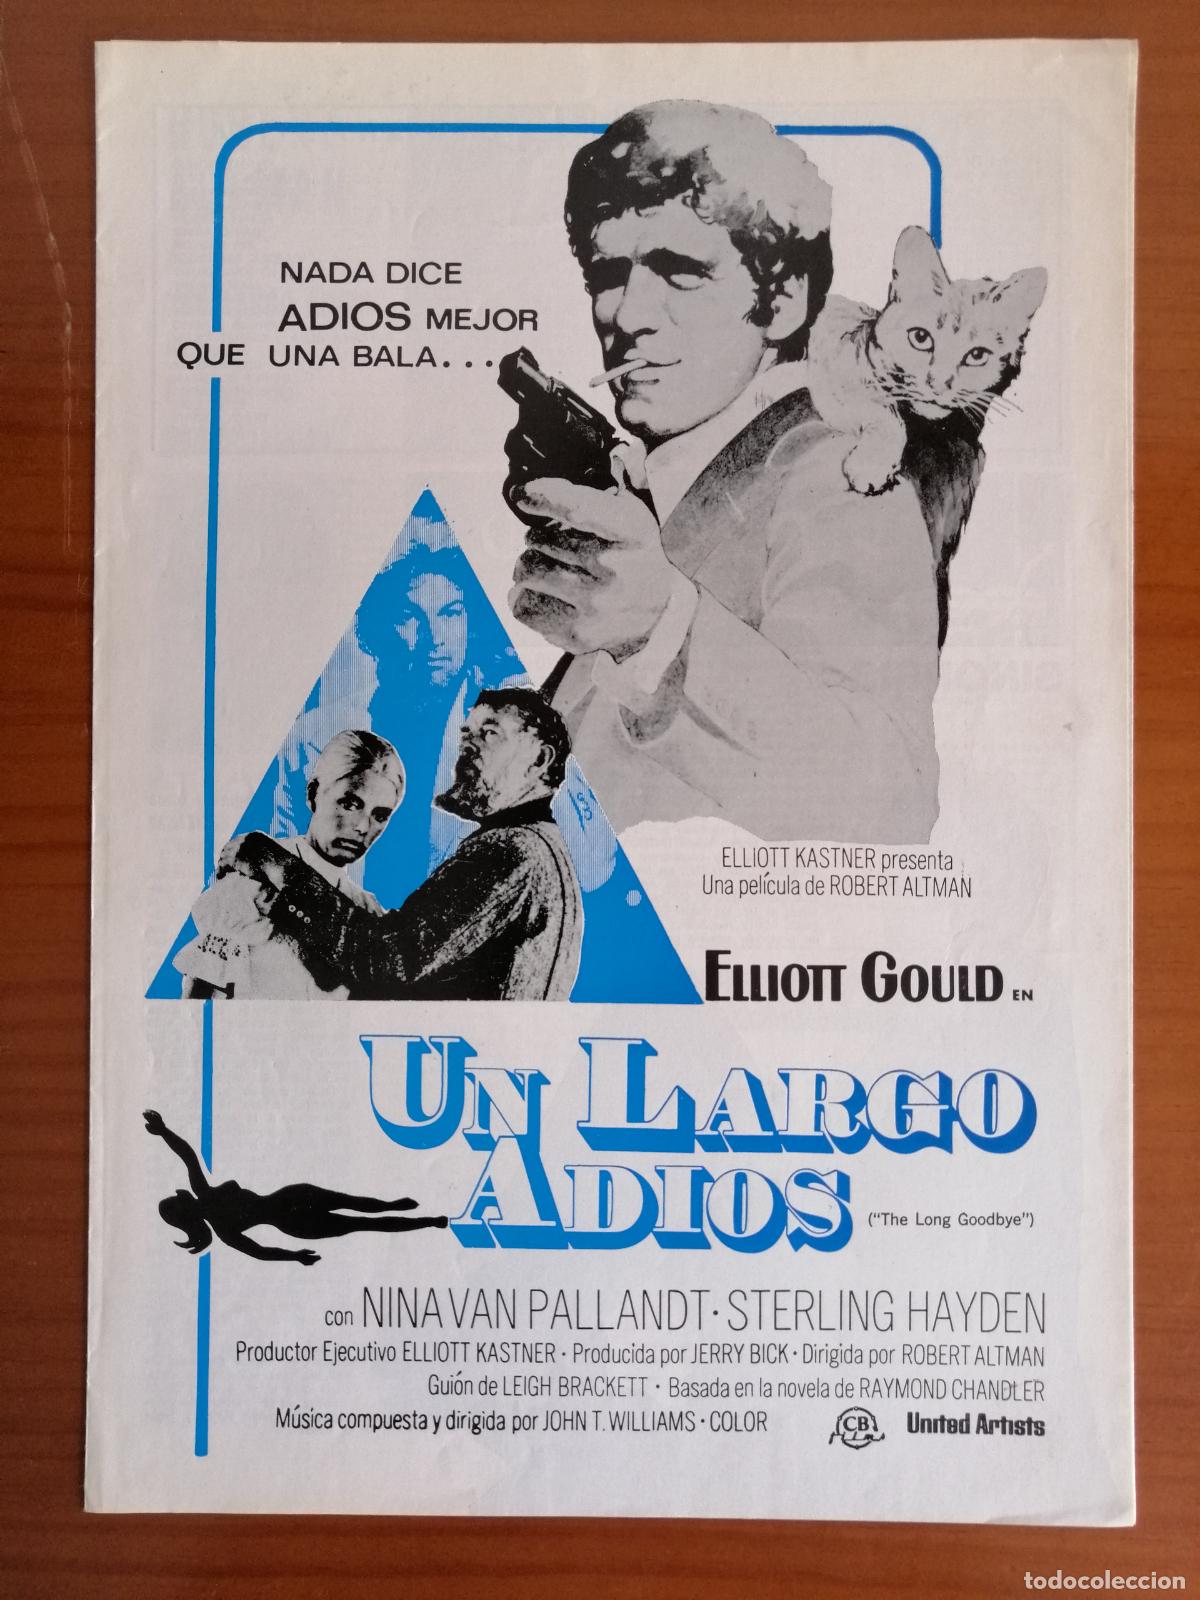 NADA DICE
ADIOS MEJOR
QUE UNA BALA...
ELLIOTT KASTNER presenta
Una película de ROBERT ALTMAN
ELLIOTT GOULD EN
UN LARGO
ADIOS
("The Long Goodbye")
con NINA VAN PALLANDT · STERLING HAYDEN
Productor Ejecutivo ELLIOTT KASTNER · Producida por JERRY BICK · Dirigida por ROBERT ALTMAN
Guión de LEIGH BRACKETT · Basada en la novela de RAYMOND CHANDLER
Música compuesta y dirigida por JOHN T. WILLIAMS · COLOR
CB Films
United Artists
todocoleccion